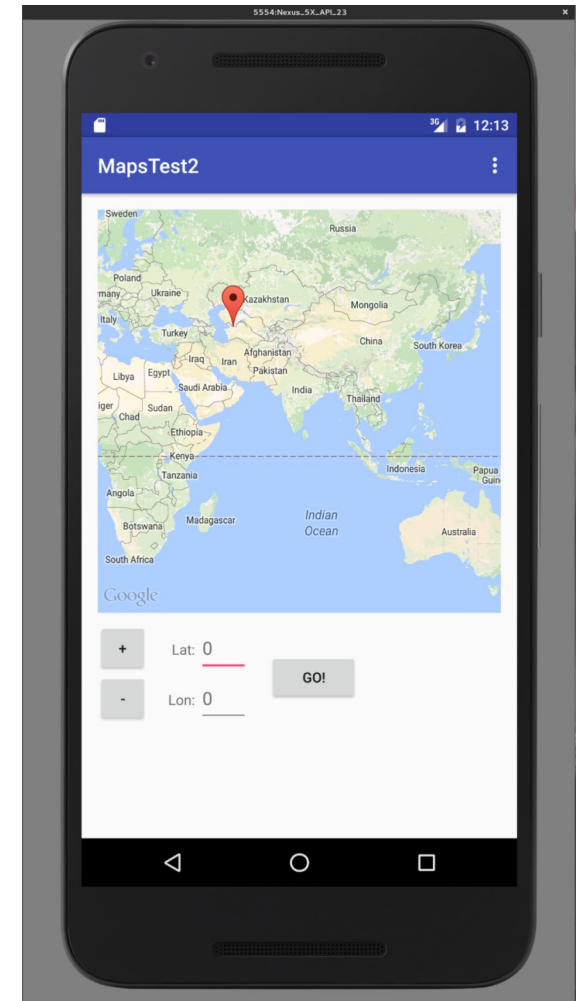 5554:Nexus_5X_API_23
×
3G 12:13
MapsTest2
Sweden
Russia
Poland
many
Ukraine
Kazakhstan
Mongolia
Italy
Turkey
China
South Korea
Iraq
Iran
Afghanistan
Pakistan
Libya
Egypt
Saudi Arabia
India
Thailand
iger
Chad
Sudan
Ethiopia
Kenya
Indonesia
Papua
Guin
Tanzania
Angola
Botswana
Madagascar
Indian
Ocean
Australia
South Africa
Google
+
Lat: 0
GO!
-
Lon: 0